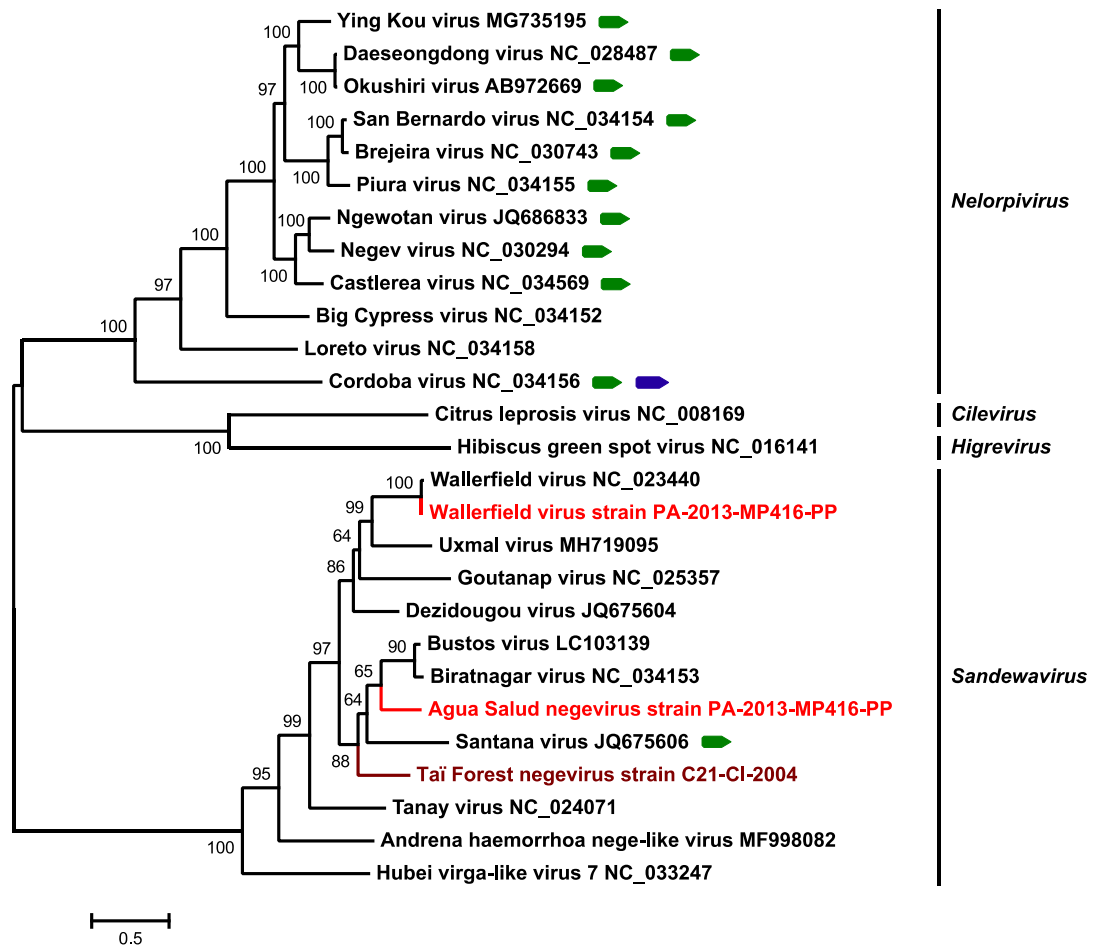 Ying Kou virus MG735195
100
Daeseongdong virus NC_028487
100
Okushiri virus AB972669
97
San Bernardo virus NC_034154
100
Brejeira virus NC_030743
100
Piura virus NC_034155
100
Nelorpivirus
Ngewotan virus JQ686833
100
Negev virus NC_030294
100
Castlerea virus NC_034569
100
Big Cypress virus NC_034152
97
Loreto virus NC_034158
100
Cordoba virus NC_034156
Citrus leprosis virus NC_008169
Cilevirus
100
Hibiscus green spot virus NC_016141
Higrevirus
Wallerfield virus NC_023440
100
Wallerfield virus strain PA-2013-MP416-PP
99
Uxmal virus MH719095
64
Goutanap virus NC_025357
86
Dezidougou virus JQ675604
Bustos virus LC103139
90
97
Biratnagar virus NC_034153
65
Sandewavirus
Agua Salud negevirus strain PA-2013-MP416-PP
64
Santana virus JQ675606
99
88
Taï Forest negevirus strain C21-CI-2004
95
Tanay virus NC_024071
Andrena haemorrhoa nege-like virus MF998082
100
Hubei virga-like virus 7 NC_033247
0.5